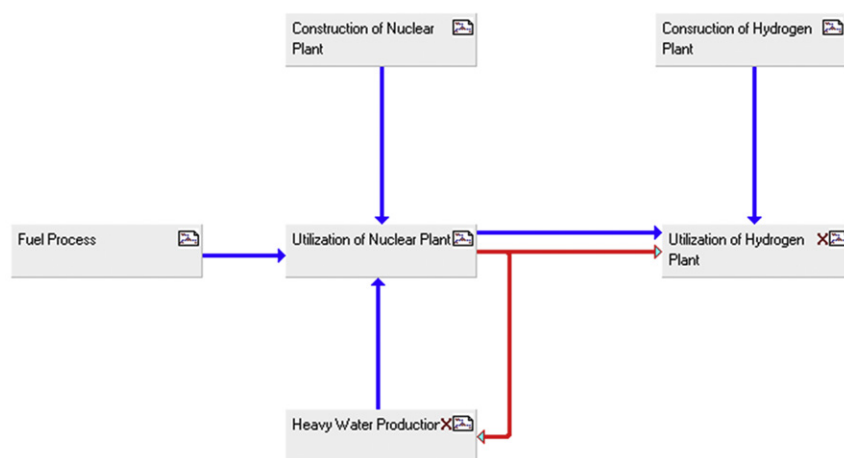 Construction of Nuclear
Plant
Consruction of Hydrogen
Plant
Fuel Process
Utilization of Nuclear Plant
Utilization of Hydrogen
Plant
Heavy Water Production